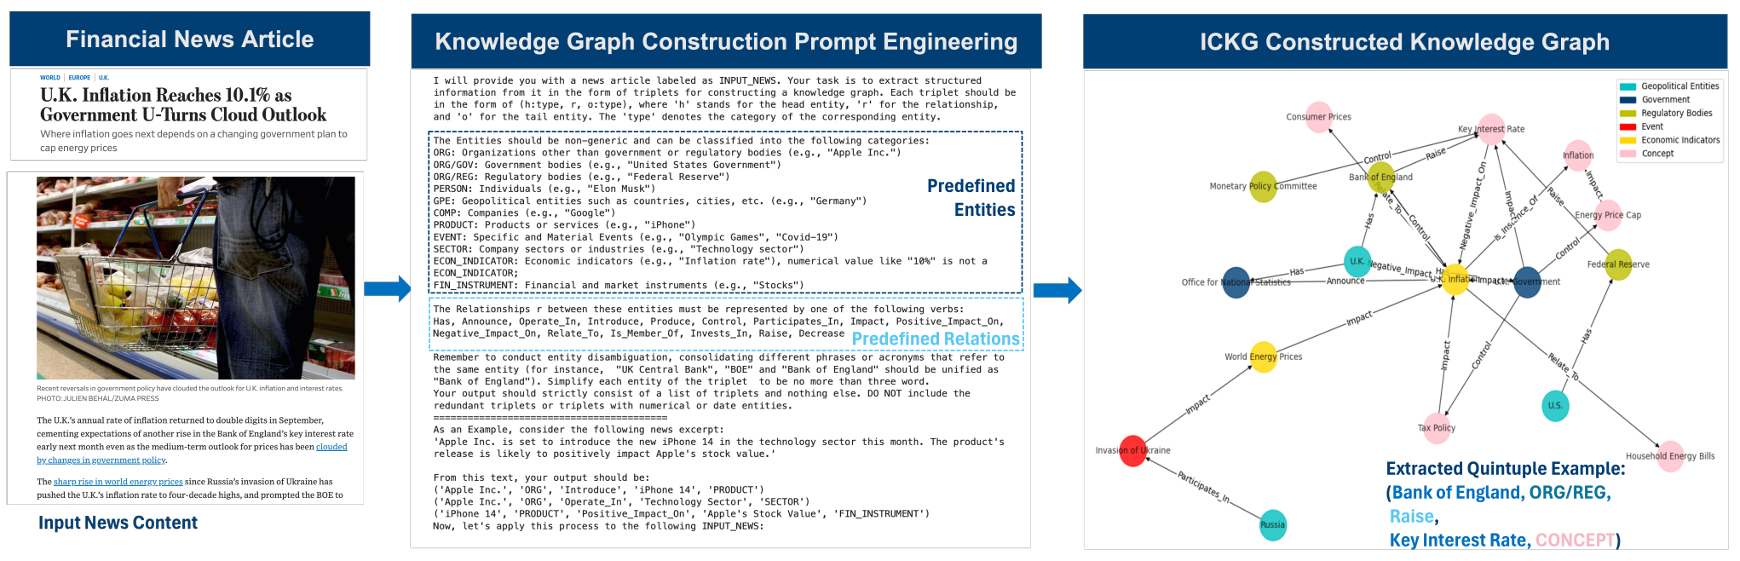 Financial News Article
WORLD | EUROPE | U.K.
U.K. Inflation Reaches 10.1% as
Government U-Turns Cloud Outlook
Where inflation goes next depends on a changing government plan to
cap energy prices
Recent reversals in government policy have clouded the outlook for U.K. inflation and interest rates.
PHOTO: JULIEN BEHAL/ZUMA PRESS
The U.K.'s annual rate of inflation returned to double digits in September,
cementing expectations of another rise in the Bank of England's key interest rate
early next month even as the medium-term outlook for prices has been clouded
by changes in government policy.
The sharp rise in world energy prices since Russia's invasion of Ukraine has
pushed the U.K.'s inflation rate to four-decade highs, and prompted the BOE to
Input News Content
Knowledge Graph Construction Prompt Engineering
I will provide you with a news article labeled as INPUT_NEWS. Your task is to extract structured
information from it in the form of triplets for constructing a knowledge graph. Each triplet should be
in the form of (h:type, r, o:type), where 'h' stands for the head entity, 'r' for the relationship,
and 'o' for the tail entity. The 'type' denotes the category of the corresponding entity.
The Entities should be non-generic and can be classified into the following categories:
ORG: Organizations other than government or regulatory bodies (e.g., "Apple Inc.")
ORG/GOV: Government bodies (e.g., "United States Government")
ORG/REG: Regulatory bodies (e.g., "Federal Reserve")
PERSON: Individuals (e.g., "Elon Musk")
GPE: Geopolitical entities such as countries, cities, etc. (e.g., "Germany")
COMP: Companies (e.g., "Google")
PRODUCT: Products or services (e.g., "iPhone")
EVENT: Specific and Material Events (e.g., "Olympic Games", "Covid-19")
SECTOR: Company sectors or industries (e.g., "Technology sector")
ECON_INDICATOR: Economic indicators (e.g., "Inflation rate"), numerical value like "10%" is not a
ECON_INDICATOR;
FIN_INSTRUMENT: Financial and market instruments (e.g., "Stocks")
Predefined
Entities
The Relationships r between these entities must be represented by one of the following verbs:
Has, Announce, Operate_In, Introduce, Produce, Control, Participates_In, Impact, Positive_Impact_On,
Negative_Impact_On, Relate_To, Is_Member_Of, Invests_In, Raise, Decrease
Predefined Relations
Remember to conduct entity disambiguation, consolidating different phrases or acronyms that refer to
the same entity (for instance, "UK Central Bank", "BOE" and "Bank of England" should be unified as
"Bank of England"). Simplify each entity of the triplet to be no more than three word.
Your output should strictly consist of a list of triplets and nothing else. DO NOT include the
redundant triplets or triplets with numerical or date entities.
========================================
As an Example, consider the following news excerpt:
'Apple Inc. is set to introduce the new iPhone 14 in the technology sector this month. The product's
release is likely to positively impact Apple's stock value.'
From this text, your output should be:
('Apple Inc.', 'ORG', 'Introduce', 'iPhone 14', 'PRODUCT')
('Apple Inc.', 'ORG', 'Operate_In', 'Technology Sector', 'SECTOR')
('iPhone 14', 'PRODUCT', 'Positive_Impact_On', 'Apple's Stock Value', 'FIN_INSTRUMENT')
Now, let's apply this process to the following INPUT_NEWS:
ICKG Constructed Knowledge Graph
Geopolitical Entities
Government
Regulatory Bodies
Event
Economic Indicators
Concept
Consumer Prices
Key Interest Rate
Control
Raise
Inflation
Bank of England
Monetary Policy Committee
Impact
Relate_To
Negative_Impact_On
Impact
Is_Instance_Of
Raise
Energy Price Cap
Has
Control
Control
U.K.
Federal Reserve
Has
Negative_Impact
Has
Office for National Statistics
Announce
U.K. Inflation
Impact
U.K. Government
Impact
World Energy Prices
Impact
Control
Has
Relate_To
Impact
U.S.
Tax Policy
Invasion of Ukraine
Household Energy Bills
Participates_In
Russia
Extracted Quintuple Example:
(Bank of England, ORG/REG,
Raise,
Key Interest Rate, CONCEPT)